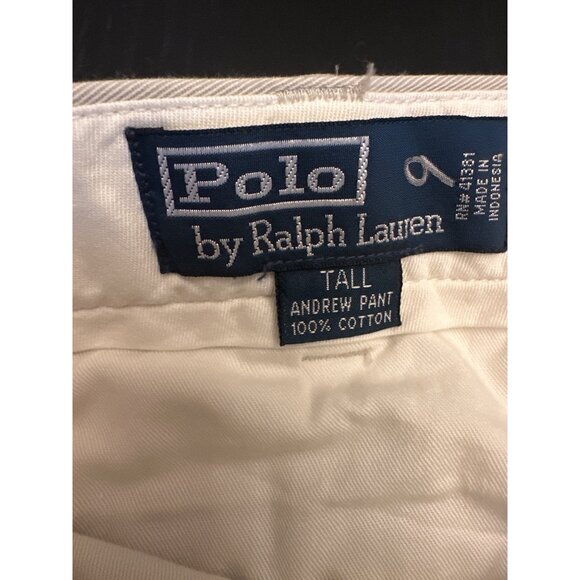 Polo
by Ralph Lauren
9
RN# 41381
MADE IN
INDONESIA
TALL
ANDREW PANT
100% COTTON